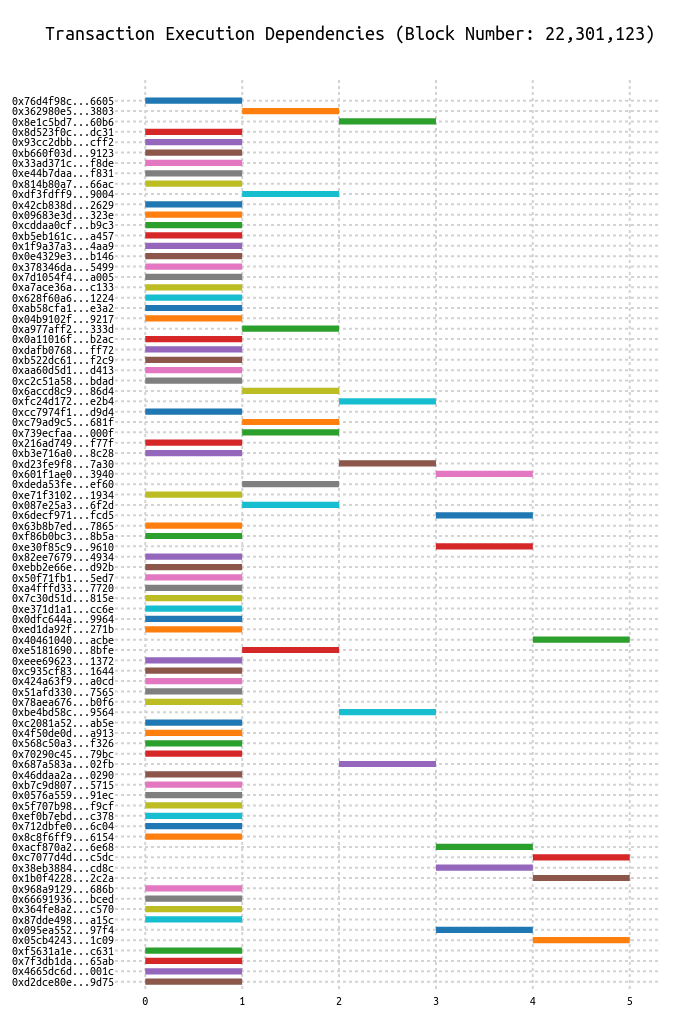 Transaction Execution Dependencies (Block Number: 22,301,123)
0x76d4f98c...6605
0x362980e5...3803
0x8e1c5bd7...60b6
0x8d523f0c...dc31
0x93cc2dbb...cff2
0xb660f03d...9123
0x33ad371c...f8de
0xe44b7daa...f831
0x814b80a7...66ac
0xdf3fdff9...9004
0x42cb838d...2629
0x09683e3d...323e
0xcddaa0cf...b9c3
0xb5eb161c...a457
0x1f9a37a3...4aa9
0x0e4329e3...b146
0x378346da...5499
0x7d1054f4...a005
0xa7ace36a...c133
0x628f60a6...1224
0xab58cfa1...e3a2
0x04b9102f...9217
0xa977aff2...333d
0x0a11016f...b2ac
0xdafb0768...ff72
0xb522dc61...f2c9
0xaa60d5d1...d413
0xc2c51a58...bdad
0x6accd8c9...86d4
0xfc24d172...e2b4
0xcc7974f1...d9d4
0xc79ad9c5...681f
0x739ecfaa...000f
0x216ad749...f77f
0xb3e716a0...8c28
0xd23fe9f8...7a30
0x601f1ae0...3940
0xdeda53fe...ef60
0xe71f3102...1934
0x087e25a3...6f2d
0x6decf971...fcd5
0x63b8b7ed...7865
0xf86b0bc3...8b5a
0xe30f85c9...9610
0x82ee7679...4934
0xebb2e66e...d92b
0x50f71fb1...5ed7
0xa4fffd33...7720
0x7c30d51d...815e
0xe371d1a1...cc6e
0x0dfc644a...9964
0xed1da92f...271b
0x40461040...acbe
0xe5181690...8bfe
0xeee69623...1372
0xc935cf83...1644
0x424a63f9...a0cd
0x51afd330...7565
0x78aea676...b0f6
0xbe4bd58c...9564
0xc2081a52...ab5e
0x4f50de0d...a913
0x568c50a3...f326
0x70290c45...79bc
0x687a583a...02fb
0x46ddaa2a...0290
0xb7c9d807...5715
0x0576a559...91ec
0x5f707b98...f9cf
0xef0b7ebd...c378
0x712dbfe0...6c04
0x8c8f6ff9...6154
0xacf870a2...6e68
0xc7077d4d...c5dc
0x38eb3884...cd8c
0x1b0f4228...2c2a
0x968a9129...686b
0x66691936...bced
0x364fe8a2...c570
0x87dde498...a15c
0x095ea552...97f4
0x05cb4243...1c09
0xf5631a1e...c631
0x7f3db1da...65ab
0x4665dc6d...001c
0xd2dce80e...9d75
0 1 2 3 4 5